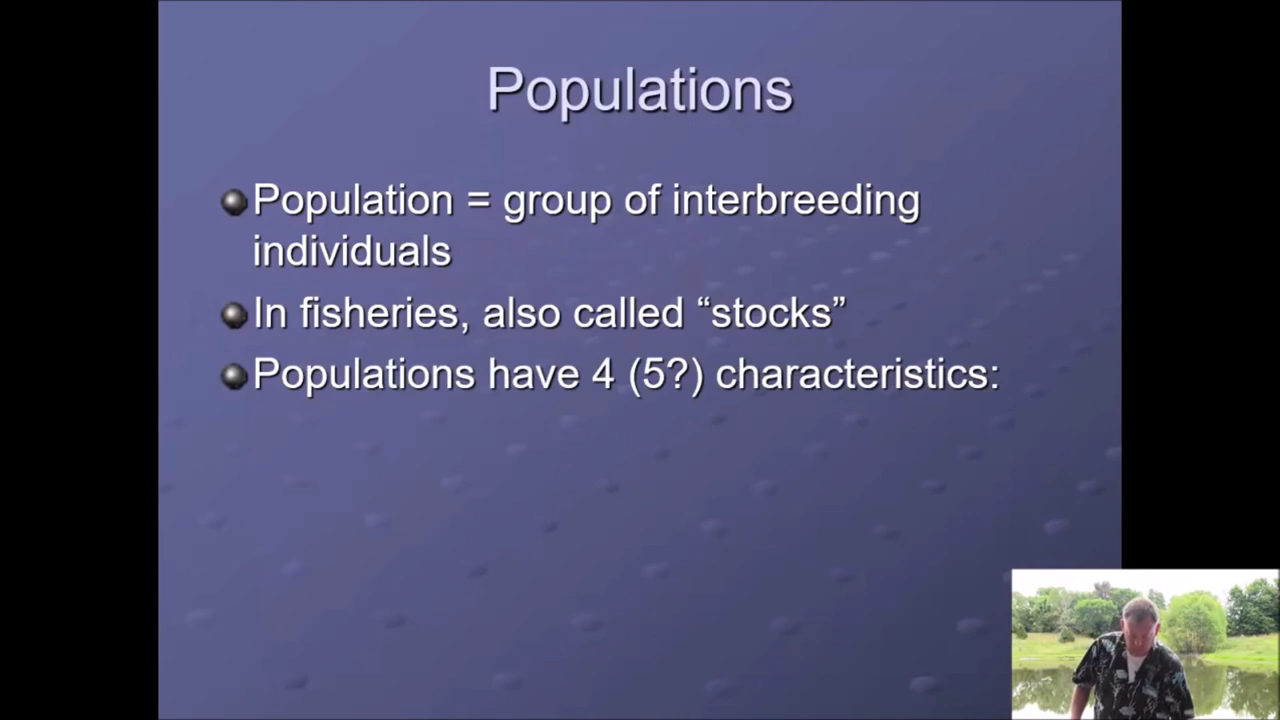 Populations
Population = group of interbreeding
individuals
In fisheries, also called “stocks”
Populations have 4 (5?) characteristics: